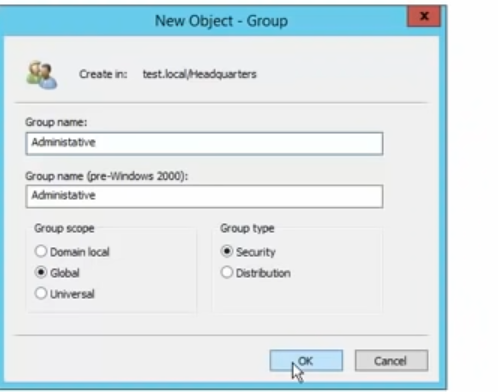 New Object - Group
x
Create in: test.local/Headquarters
Group name:
Administative
Group name (pre-Windows 2000):
Administative
Group scope
Group type
Domain local
Security
Global
Distribution
Universal
OK
Cancel